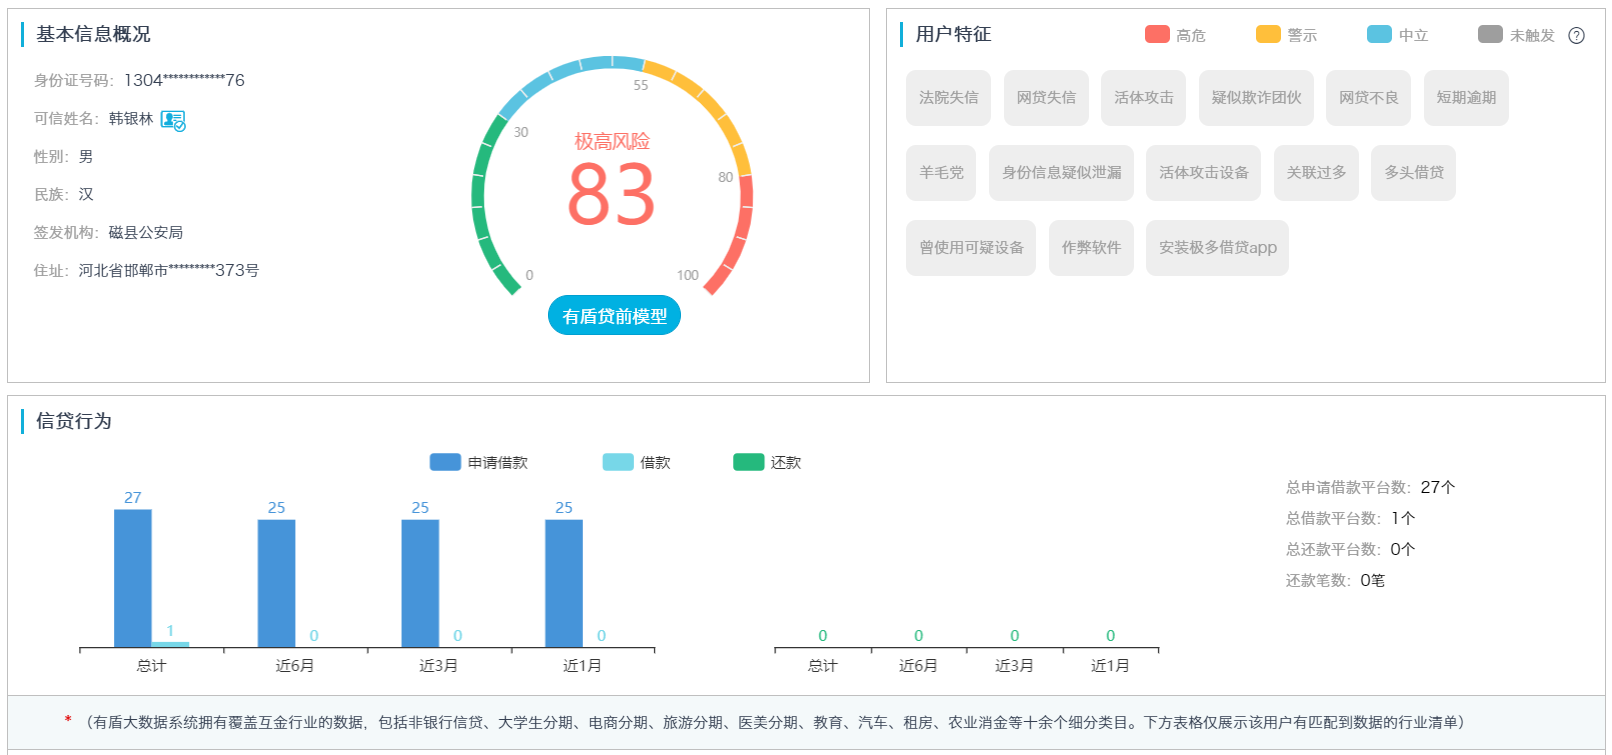 基本信息概况
身份证号码：1304************76
可信姓名：韩银林
性别：男
民族：汉
签发机构：磁县公安局
住址：河北省邯郸市*********373号
0
30
55
80
100
极高风险
83
有盾贷前模型
用户特征
高危
警示
中立
未触发 ?
法院失信 网贷失信 活体攻击 疑似欺诈团伙 网贷不良 短期逾期
羊毛党 身份信息疑似泄漏 活体攻击设备 关联过多 多头借贷
曾使用可疑设备 作弊软件 安装极多借贷app
信贷行为
申请借款 借款 还款
27 25 25 25
1 0 0 0
总计 近6月 近3月 近1月
0 0 0 0
总计 近6月 近3月 近1月
总申请借款平台数：27个
总借款平台数：1个
总还款平台数：0个
还款笔数：0笔
* （有盾大数据系统拥有覆盖互金行业的数据，包括非银行信贷、大学生分期、电商分期、旅游分期、医美分期、教育、汽车、租房、农业消金等十余个细分类目。下方表格仅展示该用户有匹配到数据的行业清单）